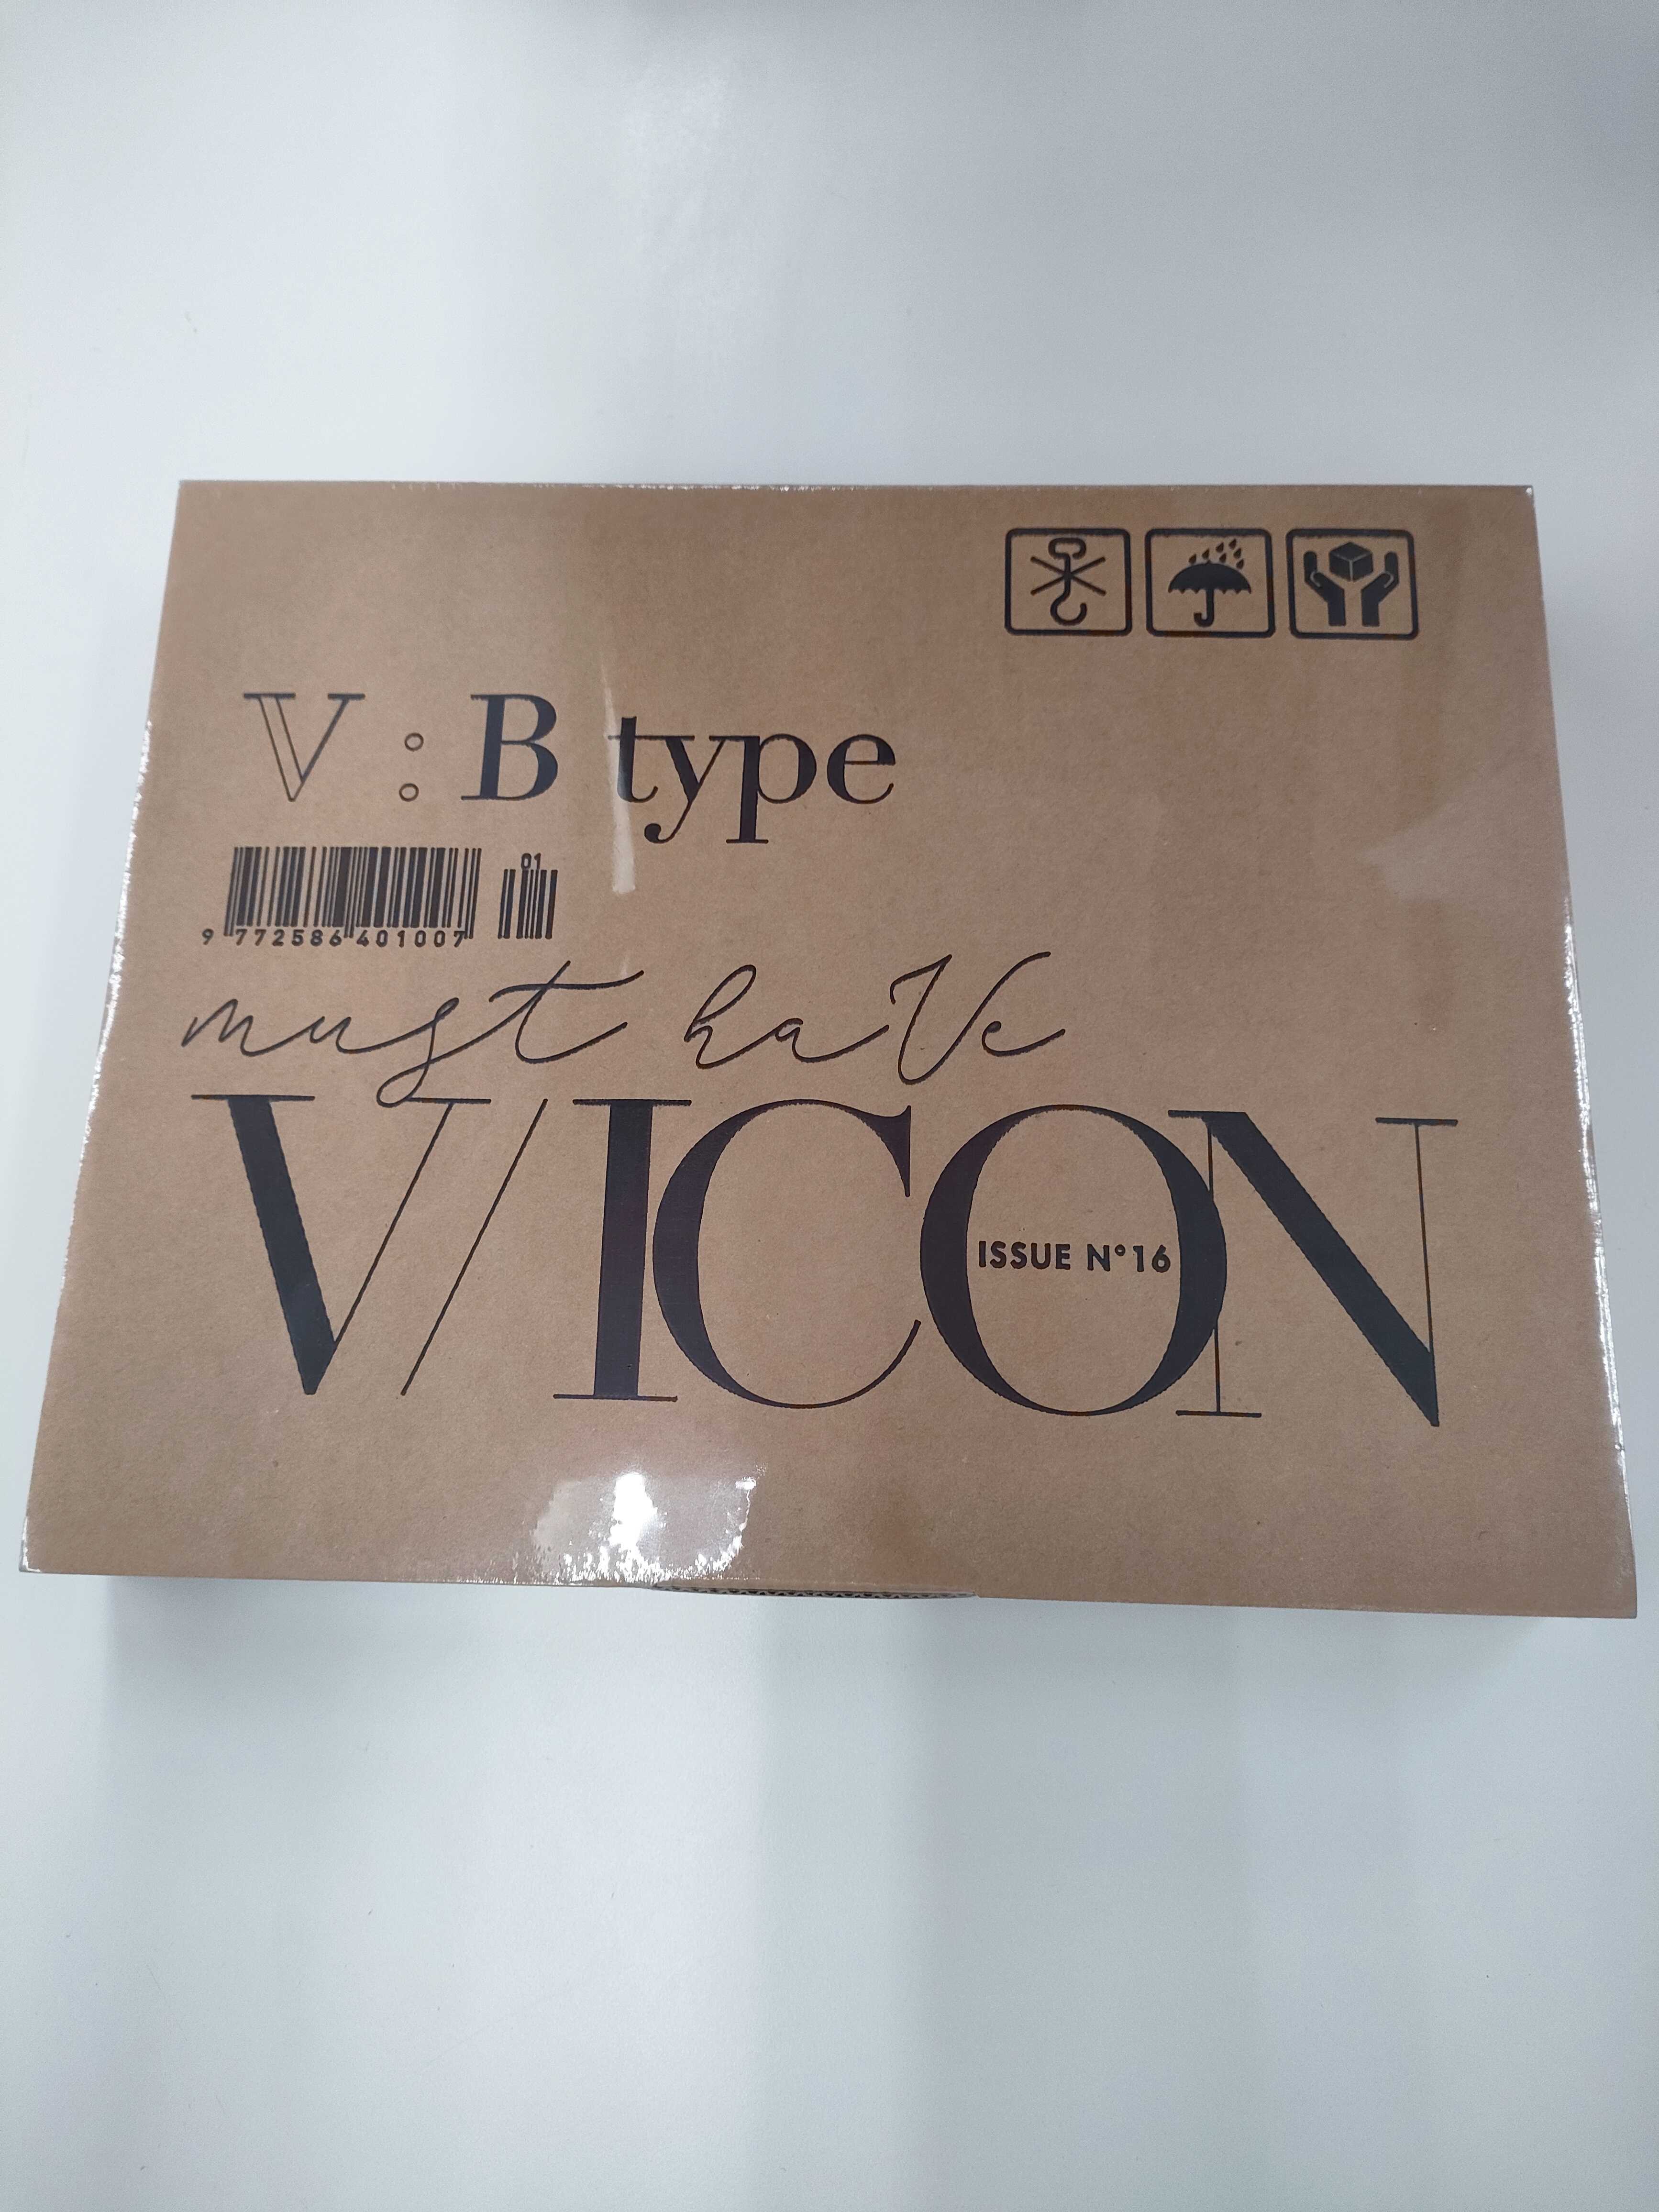 V : B type
01
9 772586 401007
must haVe
V/ICON
ISSUE N°16